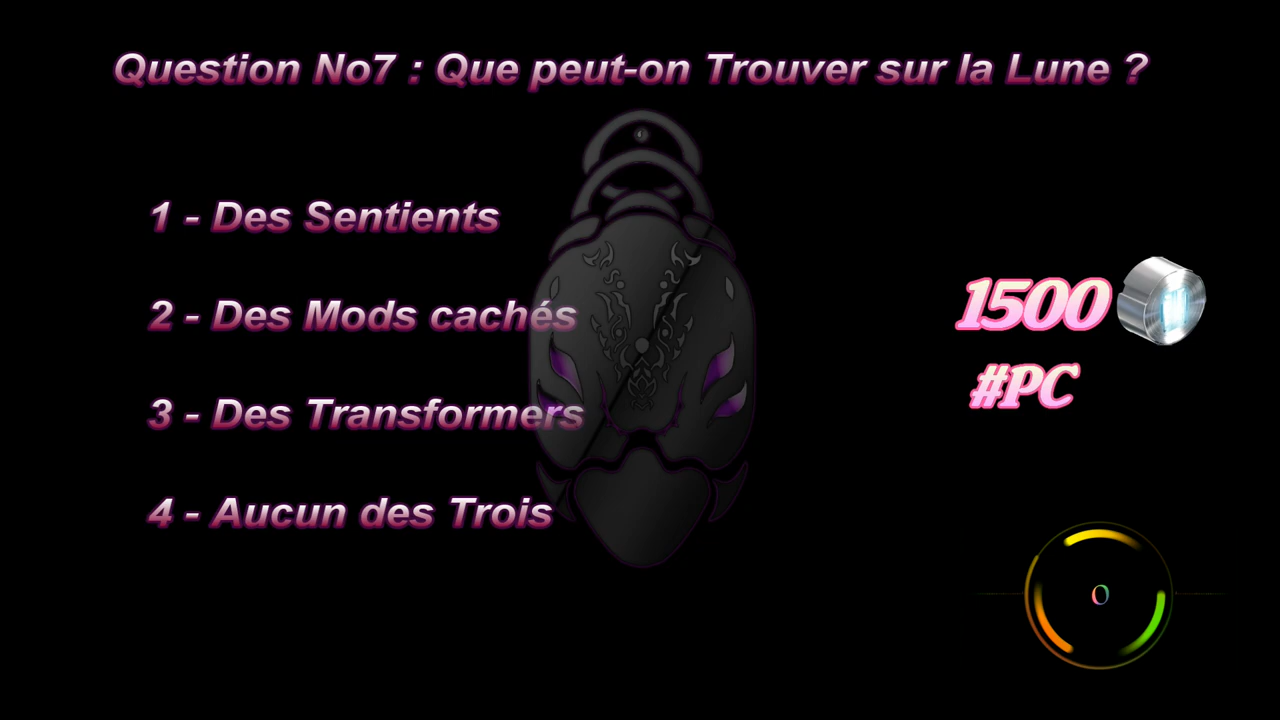 Question No7 : Que peut-on Trouver sur la Lune ?
1 - Des Sentients
2 - Des Mods cachés
3 - Des Transformers
4 - Aucun des Trois
1500
#PC
0